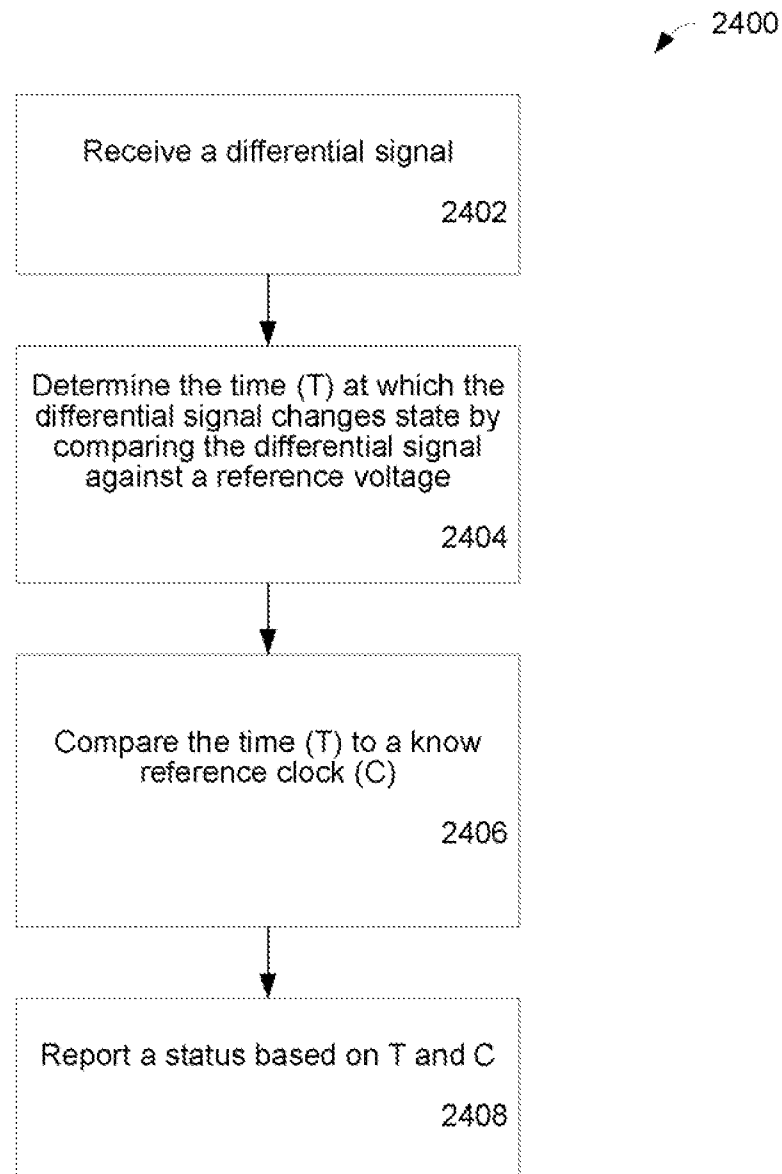 2400
Receive a differential signal
2402
Determine the time (T) at which the
differential signal changes state by
comparing the differential signal
against a reference voltage
2404
Compare the time (T) to a know
reference clock (C)
2406
Report a status based on T and C
2408